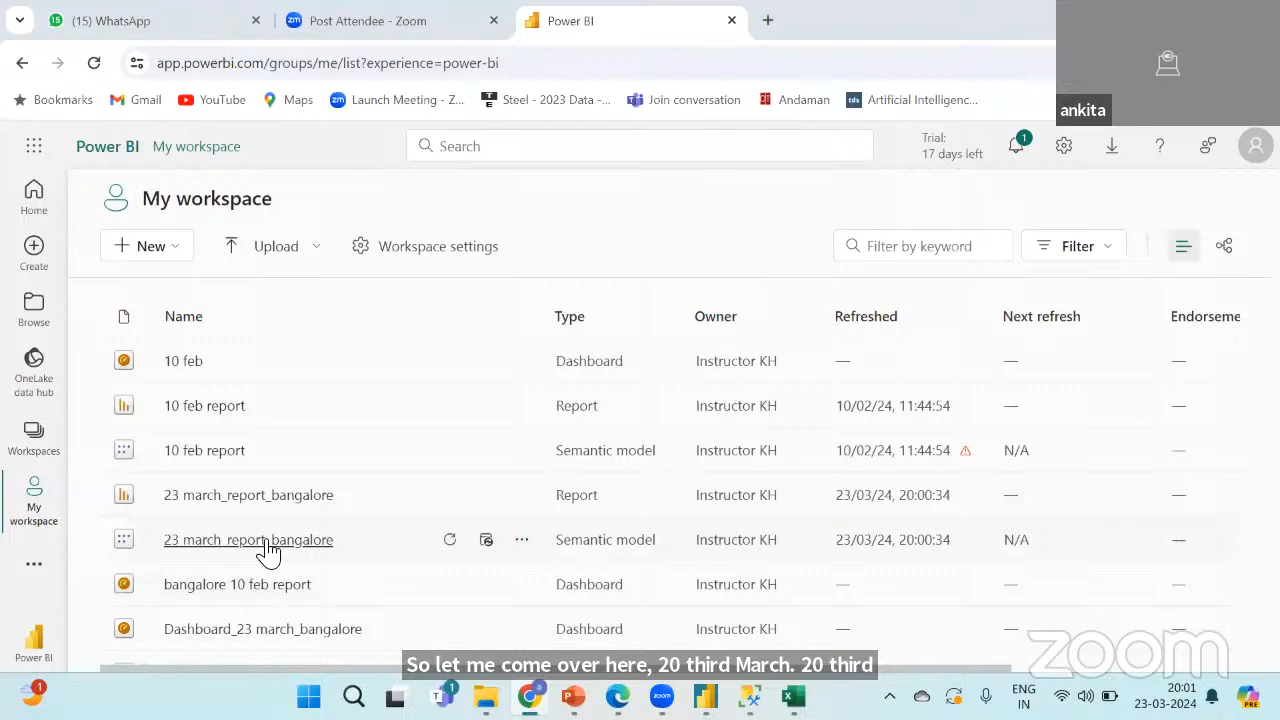 (15) WhatsApp
Post Attendee - Zoom
Power BI
app.powerbi.com/groups/me/list?experience=power-bi
Bookmarks
Gmail
YouTube
Maps
Launch Meeting - Z...
Steel - 2023 Data -...
Join conversation
Andaman
Artificial Intelligenc...
ankita
Power BI My workspace
Search
Trial:
17 days left
1
Home
Create
Browse
OneLake
data hub
Workspaces
My
workspace
Power BI
My workspace
New
Upload
Workspace settings
Filter by keyword
Filter
Name Type Owner Refreshed Next refresh Endorseme
10 feb Dashboard Instructor KH — — —
10 feb report Report Instructor KH 10/02/24, 11:44:54 — —
10 feb report Semantic model Instructor KH 10/02/24, 11:44:54 N/A —
23 march_report_bangalore Report Instructor KH 23/03/24, 20:00:34 — —
23 march_report_bangalore Semantic model Instructor KH 23/03/24, 20:00:34 N/A —
bangalore 10 feb report Dashboard Instructor KH — — —
Dashboard_23 march_bangalore Dashboard Instructor KH — — —
So let me come over here, 20 third March. 20 third
zoom
1
1
zoom
ENG
IN
20:01
23-03-2024
PRE